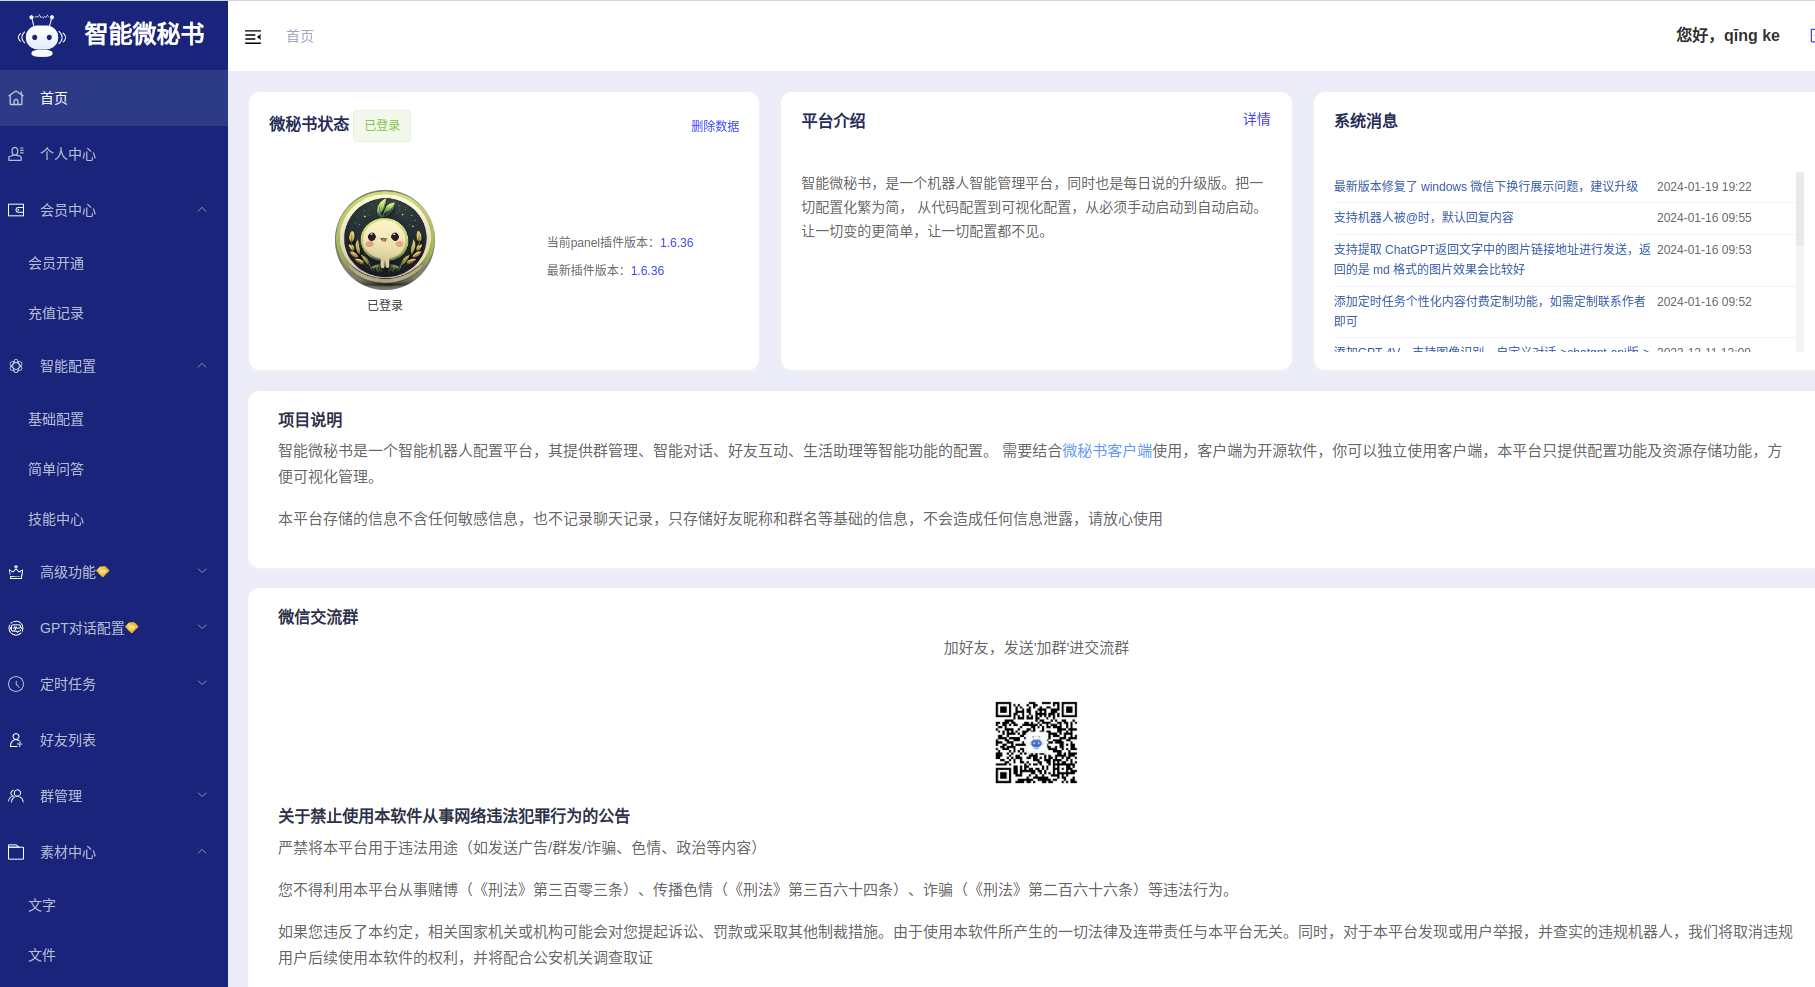 智能微秘书
首页
个人中心
会员中心
会员开通
充值记录
智能配置
基础配置
简单问答
技能中心
高级功能
GPT对话配置
定时任务
好友列表
群管理
素材中心
文字
文件
首页
您好，qīng ke
微秘书状态 已登录 删除数据
已登录
当前panel插件版本：1.6.36
最新插件版本：1.6.36
平台介绍 详情
智能微秘书，是一个机器人智能管理平台，同时也是每日说的升级版。把一
切配置化繁为简， 从代码配置到可视化配置，从必须手动启动到自动启动。
让一切变的更简单，让一切配置都不见。
系统消息
最新版本修复了 windows 微信下换行展示问题，建议升级 2024-01-19 19:22
支持机器人被@时，默认回复内容 2024-01-16 09:55
支持提取 ChatGPT返回文字中的图片链接地址进行发送，返 2024-01-16 09:53
回的是 md 格式的图片效果会比较好
添加定时任务个性化内容付费定制功能，如需定制联系作者 2024-01-16 09:52
即可
添加GPT-4V，支持图像识别，自定义对话->chatgpt-api版->
项目说明
智能微秘书是一个智能机器人配置平台，其提供群管理、智能对话、好友互动、生活助理等智能功能的配置。 需要结合微秘书客户端使用，客户端为开源软件，你可以独立使用客户端，本平台只提供配置功能及资源存储功能，方
便可视化管理。
本平台存储的信息不含任何敏感信息，也不记录聊天记录，只存储好友昵称和群名等基础的信息，不会造成任何信息泄露，请放心使用
微信交流群
加好友，发送'加群'进交流群
关于禁止使用本软件从事网络违法犯罪行为的公告
严禁将本平台用于违法用途（如发送广告/群发/诈骗、色情、政治等内容）
您不得利用本平台从事赌博（《刑法》第三百零三条）、传播色情（《刑法》第三百六十四条）、诈骗（《刑法》第二百六十六条）等违法行为。
如果您违反了本约定，相关国家机关或机构可能会对您提起诉讼、罚款或采取其他制裁措施。由于使用本软件所产生的一切法律及连带责任与本平台无关。同时，对于本平台发现或用户举报，并查实的违规机器人，我们将取消违规
用户后续使用本软件的权利，并将配合公安机关调查取证